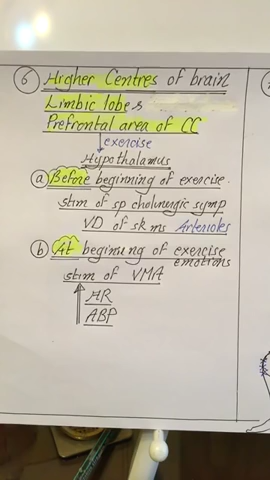 6 Higher Centres of brain
Limbic lobes
Prefrontal area of CC
exercise
Hypothalamus
a Before beginning of exercise.
stim of sp cholinergic symp
VD of sk ms Arterioles
b At beginning of exercise
emotions
stim of VMA
HR
ABP